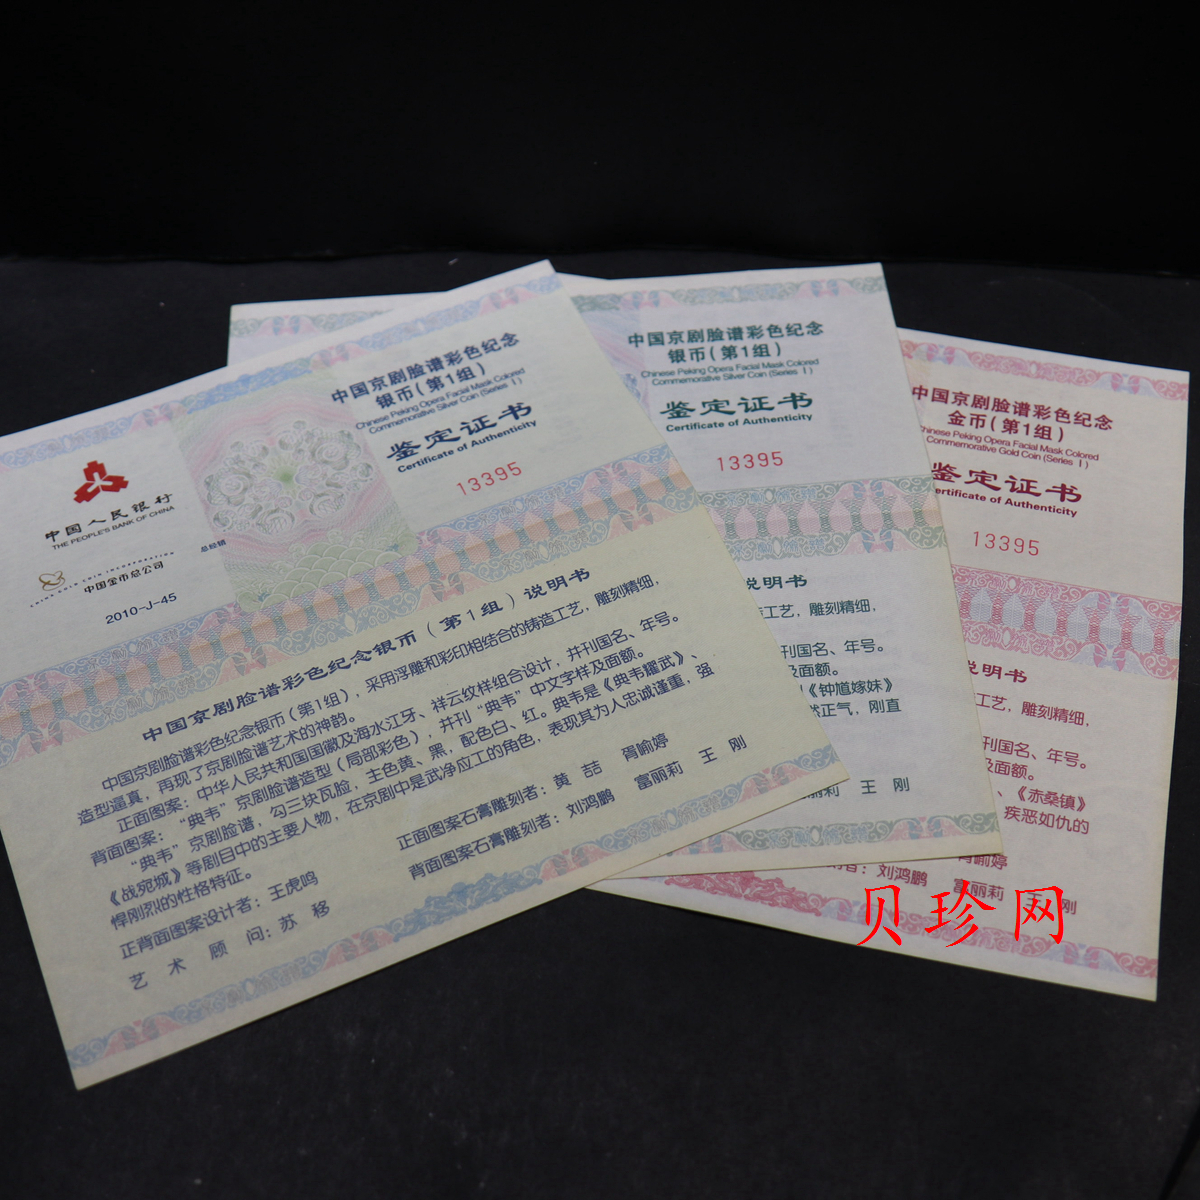 中国人民银行
THE PEOPLE'S BANK OF CHINA
CHINA GOLD COIN INCORPORATION
中国金币总公司
总经销
2010-J-45
中国京剧脸谱彩色纪念
银币(第1组)
Chinese Peking Opera Facial Mask Colored
Commemorative Silver Coin (Series Ⅰ)
鉴定证书
Certificate of Authenticity
13395
中国京剧脸谱彩色纪念银币(第1组)说明书
中国京剧脸谱彩色纪念银币(第1组),采用浮雕和彩印相结合的铸造工艺,雕刻精细,
造型逼真,再现了京剧脸谱艺术的神韵。
正面图案:中华人民共和国国徽及海水江牙、祥云纹样组合设计,并刊国名、年号。
背面图案:“典韦”京剧脸谱造型(局部彩色),并刊“典韦”中文字样及面额。
“典韦”京剧脸谱,勾三块瓦脸,主色黄、黑,配色白、红。典韦是《典韦耀武》、
《战宛城》等剧目中的主要人物,在京剧中是武净应工的角色,表现其为人忠诚谨重,强
悍刚烈的性格特征。
正背面图案设计者:王虎鸣
正面图案石膏雕刻者:黄 喆 胥喻婷
艺 术 顾 问:苏 移
背面图案石膏雕刻者:刘鸿鹏 富丽莉 王 刚
中国京剧脸谱彩色纪念
银币(第1组)
Chinese Peking Opera Facial Mask Colored
Commemorative Silver Coin (Series Ⅰ)
鉴定证书
Certificate of Authenticity
13395
说明书
工艺,雕刻精细,
刊国名、年号。
及面额。
《钟馗嫁妹》
然正气,刚直
丽莉 王 刚
中国京剧脸谱彩色纪念
金币(第1组)
Chinese Peking Opera Facial Mask Colored
Commemorative Gold Coin (Series Ⅰ)
鉴定证书
Certificate of Authenticity
13395
说明书
工艺,雕刻精细,
刊国名、年号。
及面额。
、《赤桑镇》
疾恶如仇的
胥喻婷
者:刘鸿鹏 富丽莉 王 刚
贝珍网